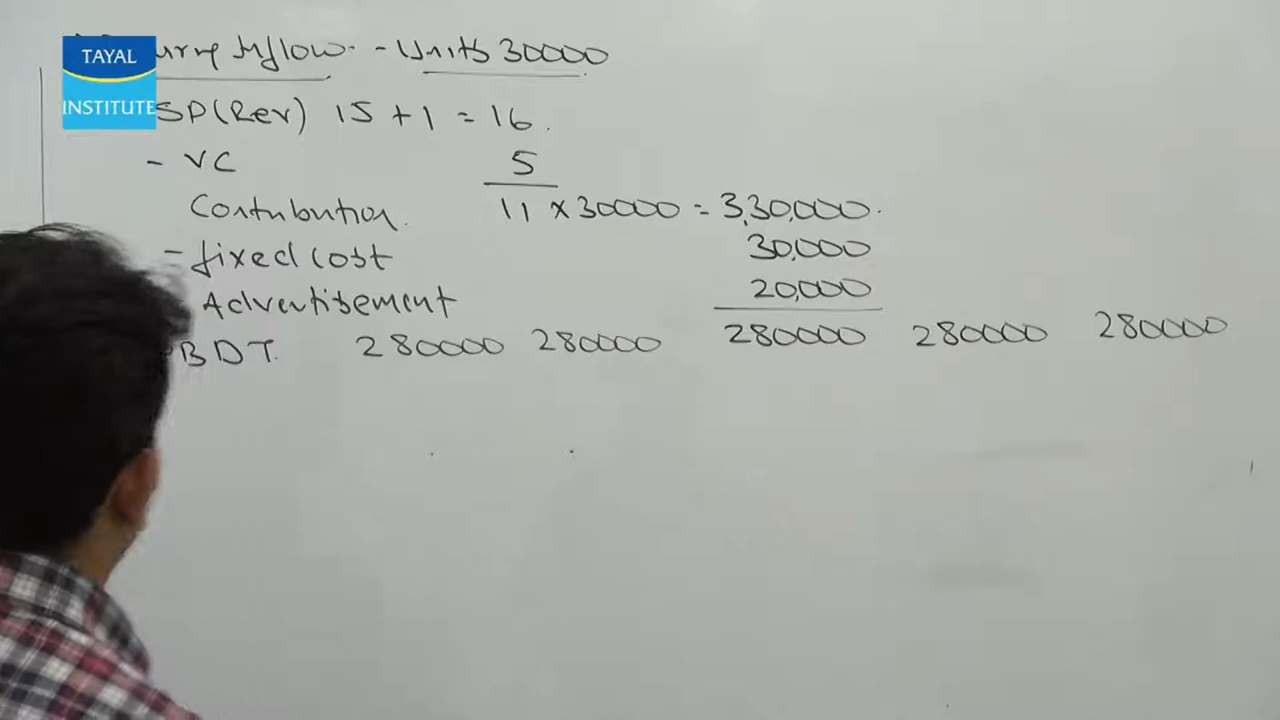 TAYAL
INSTITUTE
Inflow - Units 30000
SP(Rev) 15 + 1 = 16.
- VC 5
Contribution. 11 × 30000 = 3,30,000.
- fixed cost 30,000
Advertisement 20,000
BDT. 280000 280000 280000 280000 280000